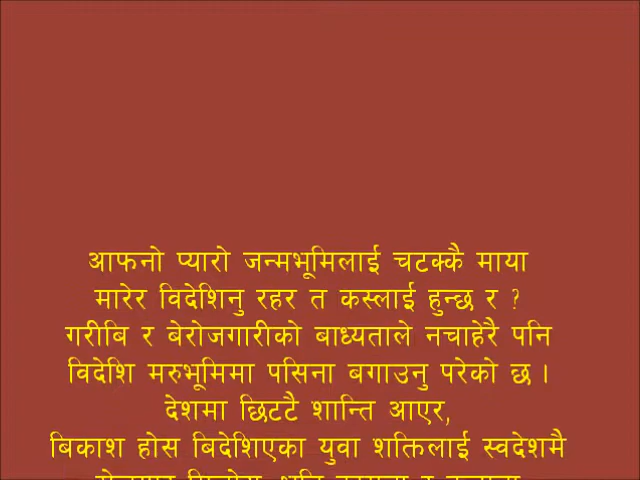 आफनो प्यारो जन्मभूमिलाई चटक्कै माया
मारेर विदेशिनु रहर त कस्लाई हुन्छ र ?
गरीबि र बेरोजगारीको बाध्यताले नचाहेरै पनि
विदेशि मरुभूमिमा पसिना बगाउनु परेको छ ।
देशमा छिटटै शान्ति आएर,
बिकाश होस बिदेशिएका युवा शक्तिलाई स्वदेशमै